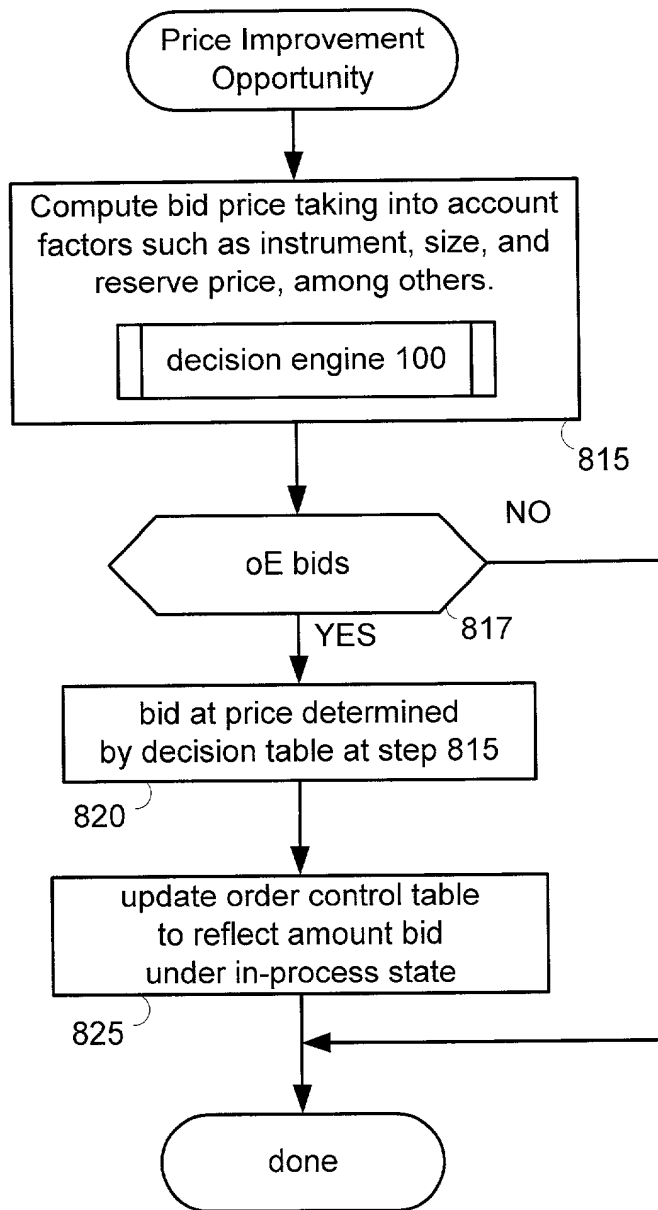 Price Improvement
Opportunity
Compute bid price taking into account
factors such as instrument, size, and
reserve price, among others.
decision engine 100
815
NO
oE bids
817
YES
bid at price determined
by decision table at step 815
820
update order control table
to reflect amount bid
under in-process state
825
done